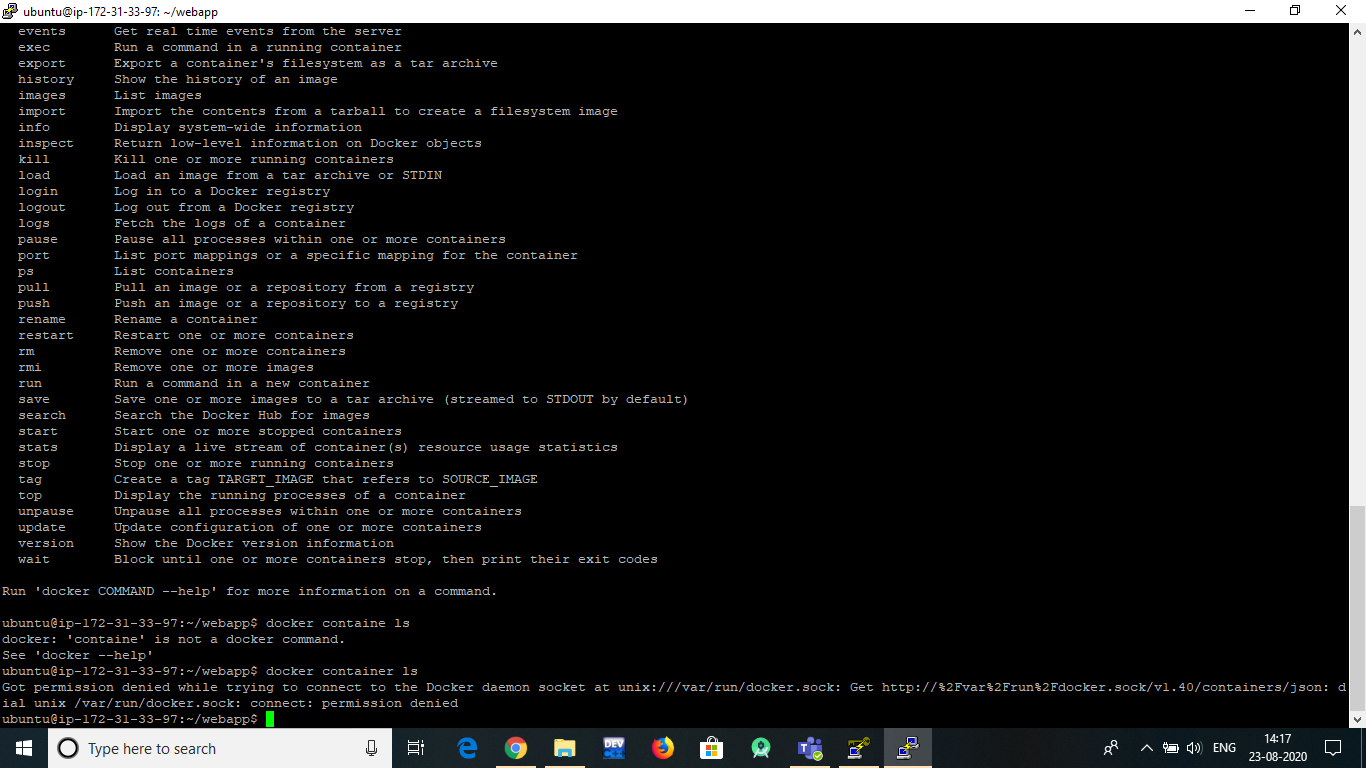 ubuntu@ip-172-31-33-97: ~/webapp
events Get real time events from the server
exec Run a command in a running container
export Export a container's filesystem as a tar archive
history Show the history of an image
images List images
import Import the contents from a tarball to create a filesystem image
info Display system-wide information
inspect Return low-level information on Docker objects
kill Kill one or more running containers
load Load an image from a tar archive or STDIN
login Log in to a Docker registry
logout Log out from a Docker registry
logs Fetch the logs of a container
pause Pause all processes within one or more containers
port List port mappings or a specific mapping for the container
ps List containers
pull Pull an image or a repository from a registry
push Push an image or a repository to a registry
rename Rename a container
restart Restart one or more containers
rm Remove one or more containers
rmi Remove one or more images
run Run a command in a new container
save Save one or more images to a tar archive (streamed to STDOUT by default)
search Search the Docker Hub for images
start Start one or more stopped containers
stats Display a live stream of container(s) resource usage statistics
stop Stop one or more running containers
tag Create a tag TARGET_IMAGE that refers to SOURCE_IMAGE
top Display the running processes of a container
unpause Unpause all processes within one or more containers
update Update configuration of one or more containers
version Show the Docker version information
wait Block until one or more containers stop, then print their exit codes
Run 'docker COMMAND --help' for more information on a command.
ubuntu@ip-172-31-33-97:~/webapp$ docker containe ls
docker: 'containe' is not a docker command.
See 'docker --help'
ubuntu@ip-172-31-33-97:~/webapp$ docker container ls
Got permission denied while trying to connect to the Docker daemon socket at unix:///var/run/docker.sock: Get http://%2Fvar%2Frun%2Fdocker.sock/v1.40/containers/json: d
ial unix /var/run/docker.sock: connect: permission denied
ubuntu@ip-172-31-33-97:~/webapp$
Type here to search
DEV
ENG
14:17
23-08-2020